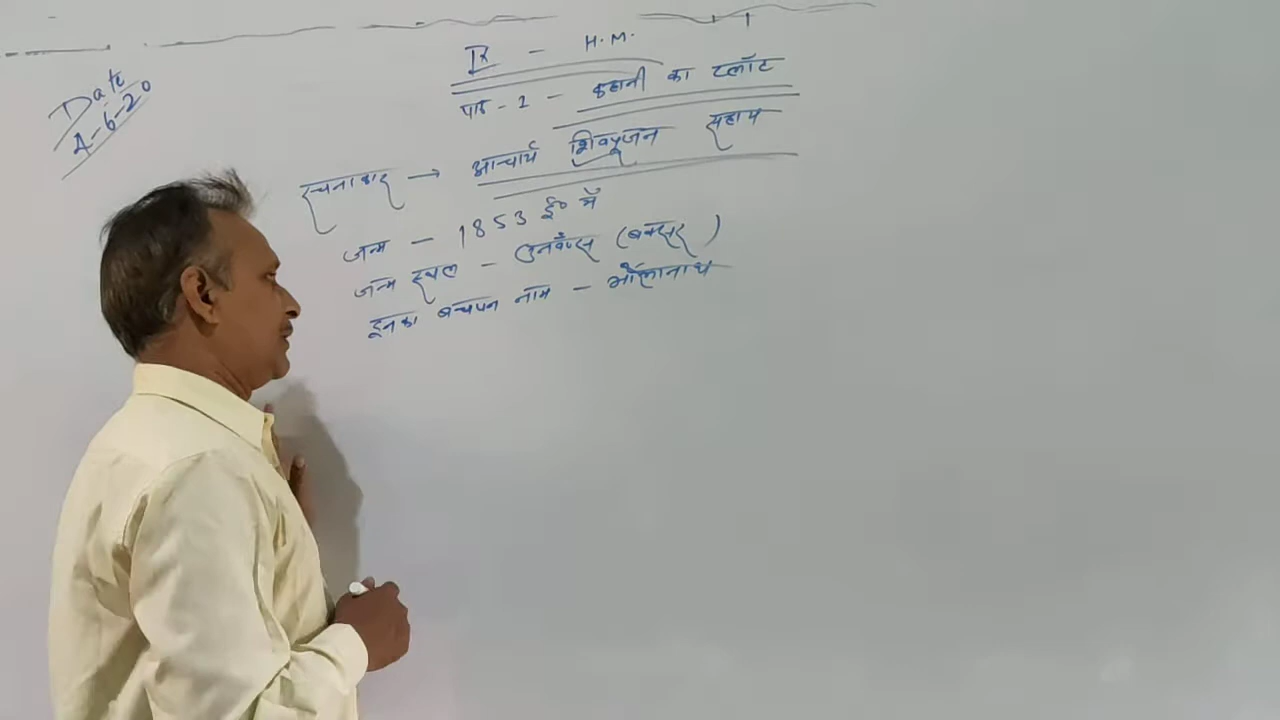 Date
4-6-20
IX - H.M.
पाठ - 2 - कहानी का प्लॉट
रचनाकार → आचार्य शिवपूजन सहाय
जन्म - 1853 ई० में
जन्म स्थल - उनवाँस (बक्सर)
इनका बचपन नाम - भोलानाथ